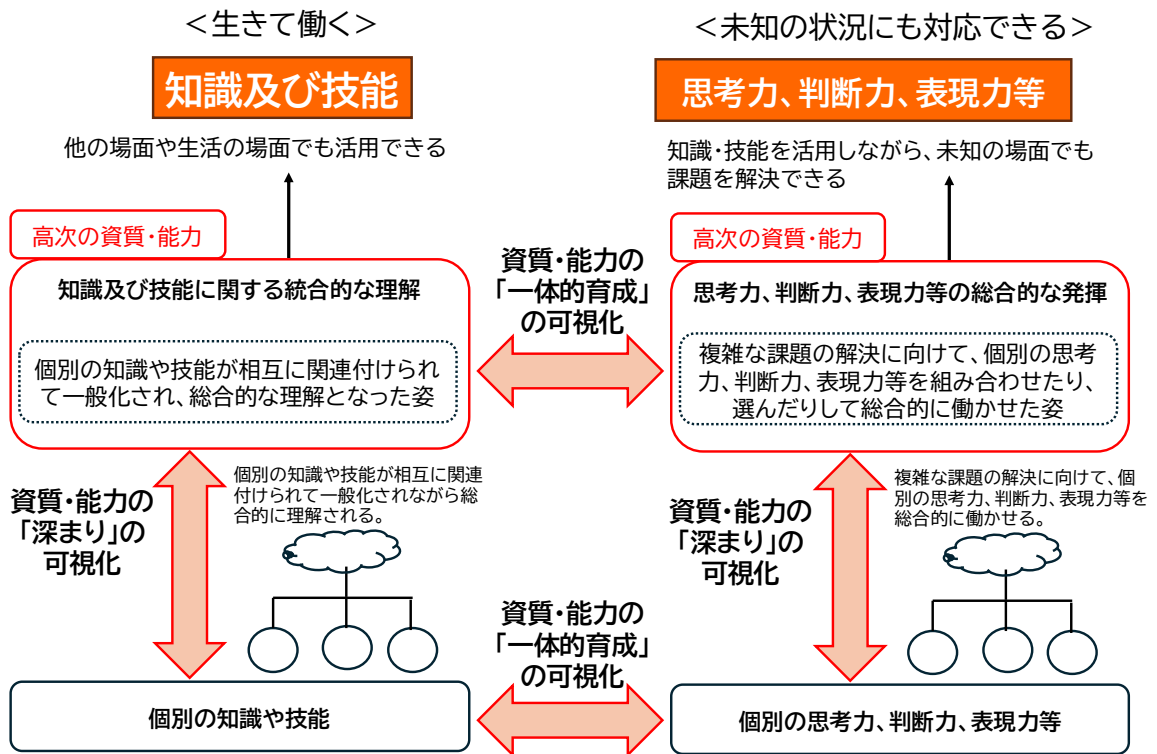 <生きて働く>
知識及び技能
他の場面や生活の場面でも活用できる
高次の資質・能力
知識及び技能に関する統合的な理解
個別の知識や技能が相互に関連付けられ
て一般化され、総合的な理解となった姿
資質・能力の
「深まり」の
可視化
個別の知識や技能が相互に関連
付けられて一般化されながら総
合的に理解される。
個別の知識や技能
資質・能力の
「一体的育成」
の可視化
資質・能力の
「一体的育成」
の可視化
<未知の状況にも対応できる>
思考力、判断力、表現力等
知識・技能を活用しながら、未知の場面でも
課題を解決できる
高次の資質・能力
思考力、判断力、表現力等の総合的な発揮
複雑な課題の解決に向けて、個別の思考
力、判断力、表現力等を組み合わせたり、
選んだりして総合的に働かせた姿
資質・能力の
「深まり」の
可視化
複雑な課題の解決に向けて、個
別の思考力、判断力、表現力等を
総合的に働かせる。
個別の思考力、判断力、表現力等